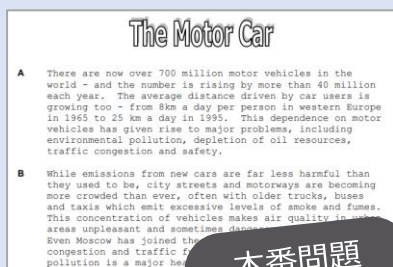 The Motor Car
A There are now over 700 million motor vehicles in the
world - and the number is rising by more than 40 million
each year. The average distance driven by car users is
growing too - from 8km a day per person in western Europe
in 1965 to 25 km a day in 1995. This dependence on motor
vehicles has given rise to major problems, including
environmental pollution, depletion of oil resources,
traffic congestion and safety.
B While emissions from new cars are far less harmful than
they used to be, city streets and motorways are becoming
more crowded than ever, often with older trucks, buses
and taxis which emit excessive levels of smoke and fumes.
This concentration of vehicles makes air quality in urban
areas unpleasant and sometimes
Even Moscow has joined the
congestion and traffic
pollution is a major
本番問題